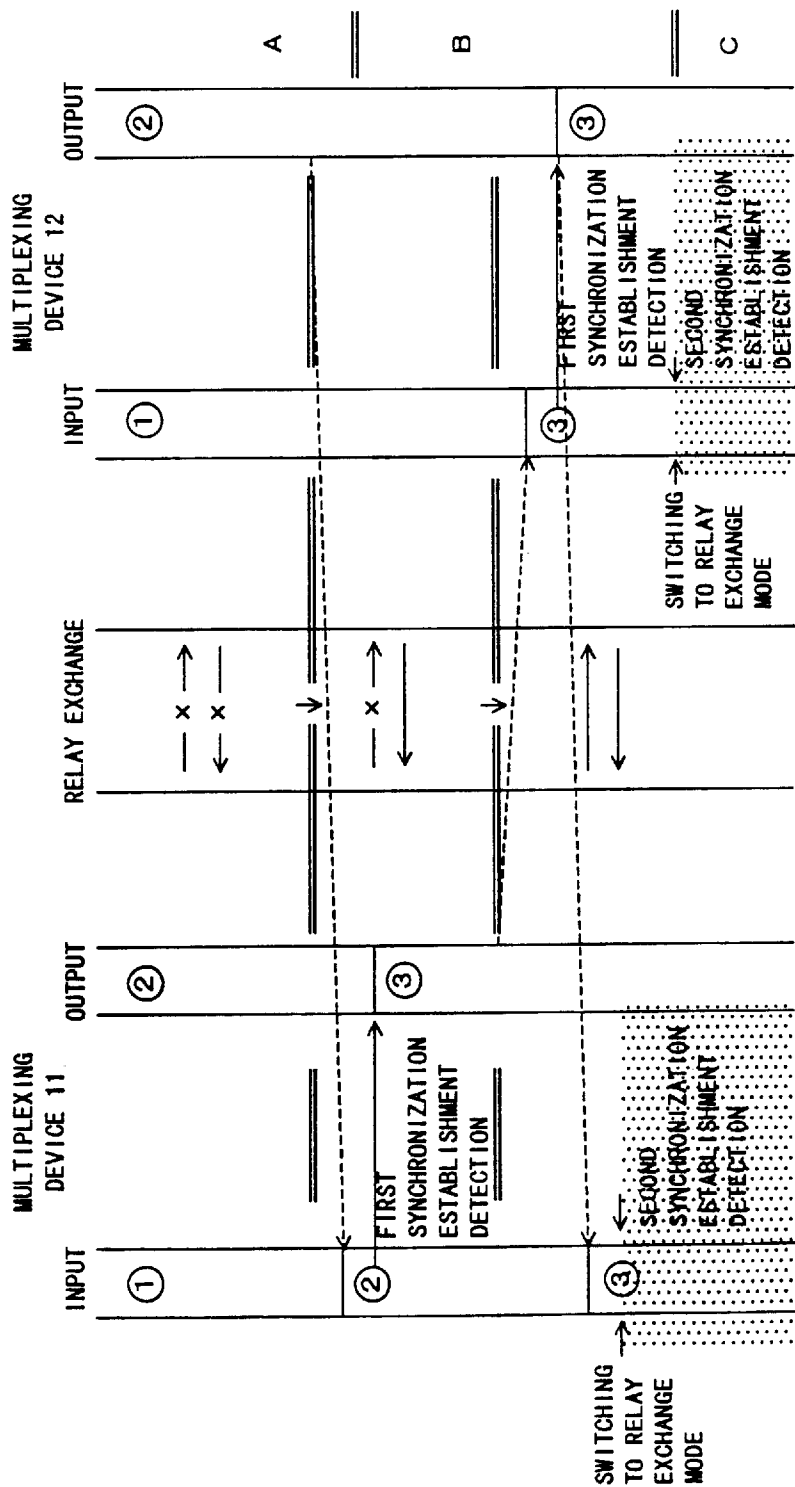 MULTIPLEXING
DEVICE 11
MULTIPLEXING
DEVICE 12
INPUT
OUTPUT
RELAY EXCHANGE
INPUT
OUTPUT
①
②
①
②
A
×
×
B
②
③
×
FIRST
SYNCHRONIZATION
ESTABLISHMENT
DETECTION
③
③
FIRST
SYNCHRONIZATION
ESTABLISHMENT
DETECTION
③
SWITCHING
TO RELAY
EXCHANGE
MODE
SECOND
SYNCHRONIZATION
ESTABLISHMENT
DETECTION
SWITCHING
TO RELAY
EXCHANGE
MODE
SECOND
SYNCHRONIZATION
ESTABLISHMENT
DETECTION
C